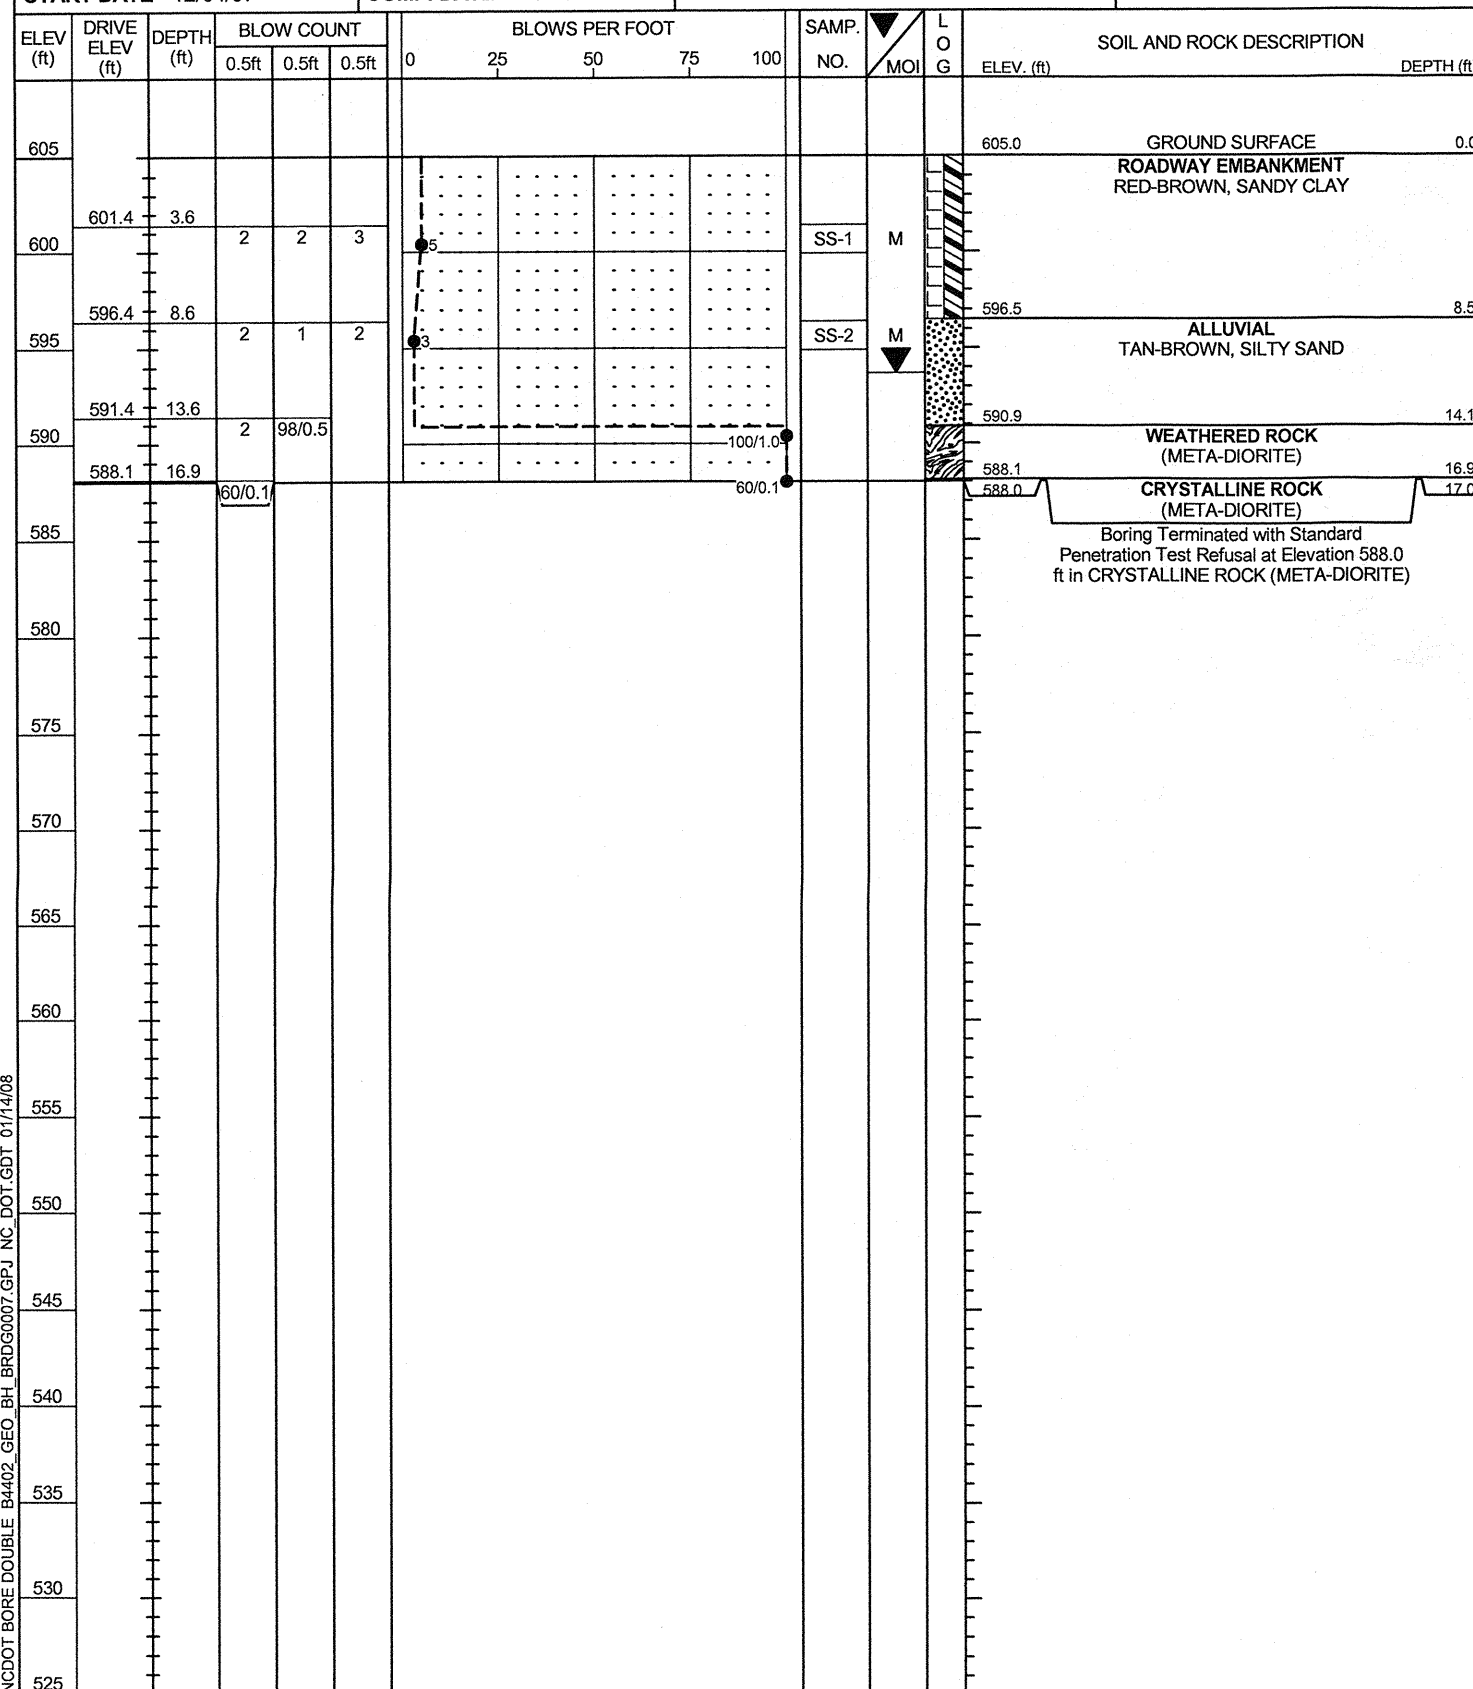 ELEV (ft) DRIVE ELEV (ft) DEPTH (ft) BLOW COUNT 0.5ft 0.5ft 0.5ft BLOWS PER FOOT 0 25 50 75 100 SAMP. NO. MOI LOG SOIL AND ROCK DESCRIPTION ELEV. (ft) DEPTH (ft
605 605.0 GROUND SURFACE 0.0
ROADWAY EMBANKMENT
RED-BROWN, SANDY CLAY
601.4 3.6
600 2 2 3 5 SS-1 M
596.4 8.6 596.5 8.5
595 2 1 2 3 SS-2 M ALLUVIAL
TAN-BROWN, SILTY SAND
591.4 13.6 590.9 14.1
590 2 98/0.5 100/1.0 WEATHERED ROCK
(META-DIORITE)
588.1 16.9 588.1 16.9
60/0.1 60/0.1 588.0 CRYSTALLINE ROCK 17.0
(META-DIORITE)
585 Boring Terminated with Standard
Penetration Test Refusal at Elevation 588.0
ft in CRYSTALLINE ROCK (META-DIORITE)
580
575
570
565
560
555
550
545
540
535
530
525
NCDOT BORE DOUBLE B4402_GEO_BH_BRDG0007.GPJ NC_DOT.GDT 01/14/08